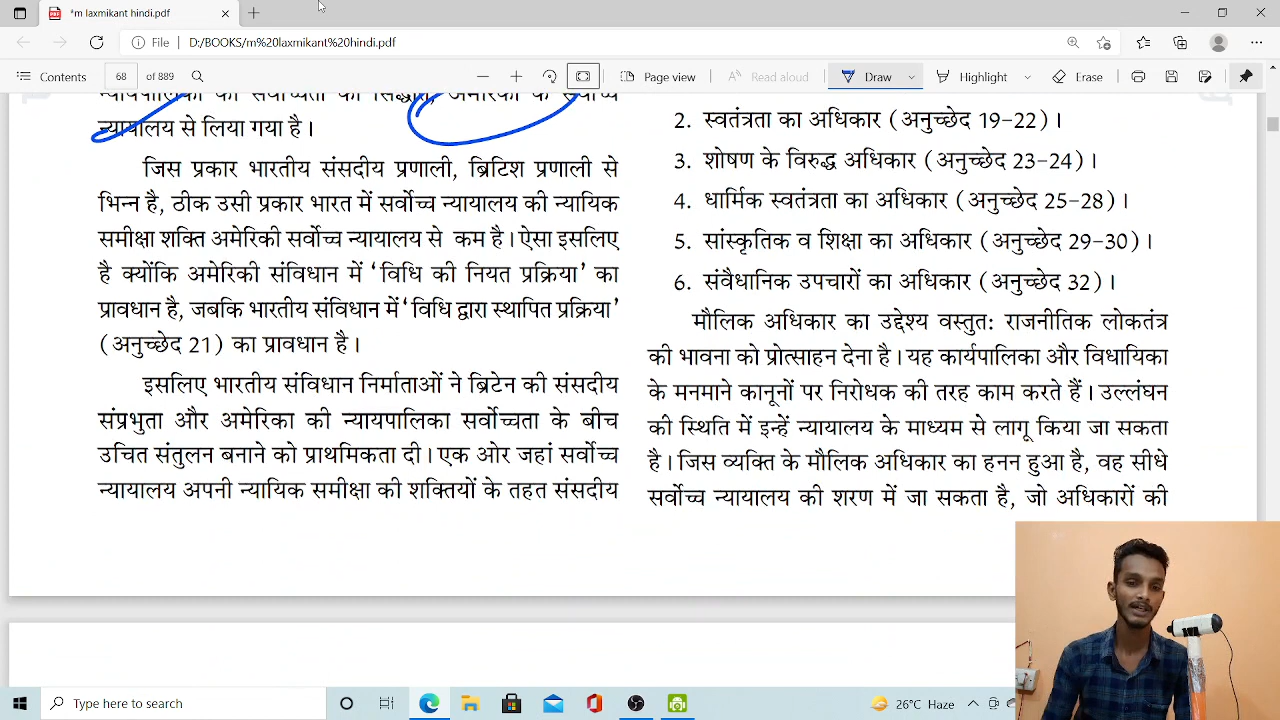 *m laxmikant hindi.pdf
File D:/BOOKS/m%20laxmikant%20hindi.pdf
Contents 68 of 889 Page view Read aloud Draw Highlight Erase
न्यायपालिका की सर्वोच्चता का सिद्धांत, अमेरिका के सर्वोच्च
न्यायालय से लिया गया है।
जिस प्रकार भारतीय संसदीय प्रणाली, ब्रिटिश प्रणाली से
भिन्न है, ठीक उसी प्रकार भारत में सर्वोच्च न्यायालय की न्यायिक
समीक्षा शक्ति अमेरिकी सर्वोच्च न्यायालय से कम है। ऐसा इसलिए
है क्योंकि अमेरिकी संविधान में ‘विधि की नियत प्रक्रिया’ का
प्रावधान है, जबकि भारतीय संविधान में ‘विधि द्वारा स्थापित प्रक्रिया’
(अनुच्छेद 21) का प्रावधान है।
इसलिए भारतीय संविधान निर्माताओं ने ब्रिटेन की संसदीय
संप्रभुता और अमेरिका की न्यायपालिका सर्वोच्चता के बीच
उचित संतुलन बनाने को प्राथमिकता दी। एक ओर जहां सर्वोच्च
न्यायालय अपनी न्यायिक समीक्षा की शक्तियों के तहत संसदीय
2. स्वतंत्रता का अधिकार (अनुच्छेद 19-22)।
3. शोषण के विरुद्ध अधिकार (अनुच्छेद 23-24)।
4. धार्मिक स्वतंत्रता का अधिकार (अनुच्छेद 25-28)।
5. सांस्कृतिक व शिक्षा का अधिकार (अनुच्छेद 29-30)।
6. संवैधानिक उपचारों का अधिकार (अनुच्छेद 32)।
मौलिक अधिकार का उद्देश्य वस्तुत: राजनीतिक लोकतंत्र
की भावना को प्रोत्साहन देना है। यह कार्यपालिका और विधायिका
के मनमाने कानूनों पर निरोधक की तरह काम करते हैं। उल्लंघन
की स्थिति में इन्हें न्यायालय के माध्यम से लागू किया जा सकता
है। जिस व्यक्ति के मौलिक अधिकार का हनन हुआ है, वह सीधे
सर्वोच्च न्यायालय की शरण में जा सकता है, जो अधिकारों की
Type here to search 26°C Haze